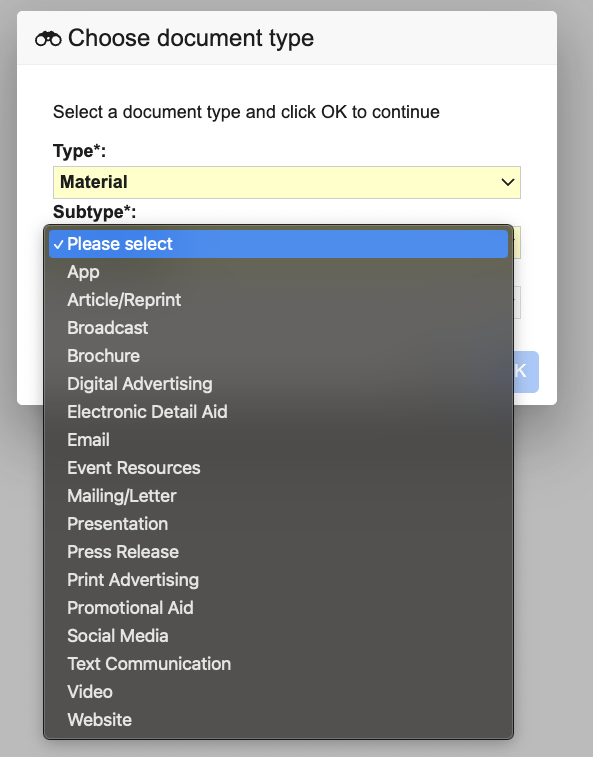 Choose document type
Select a document type and click OK to continue
Type*:
Material
Subtype*:
✓ Please select
App
Article/Reprint
Broadcast
Brochure
Digital Advertising
Electronic Detail Aid
Email
Event Resources
Mailing/Letter
Presentation
Press Release
Print Advertising
Promotional Aid
Social Media
Text Communication
Video
Website
K